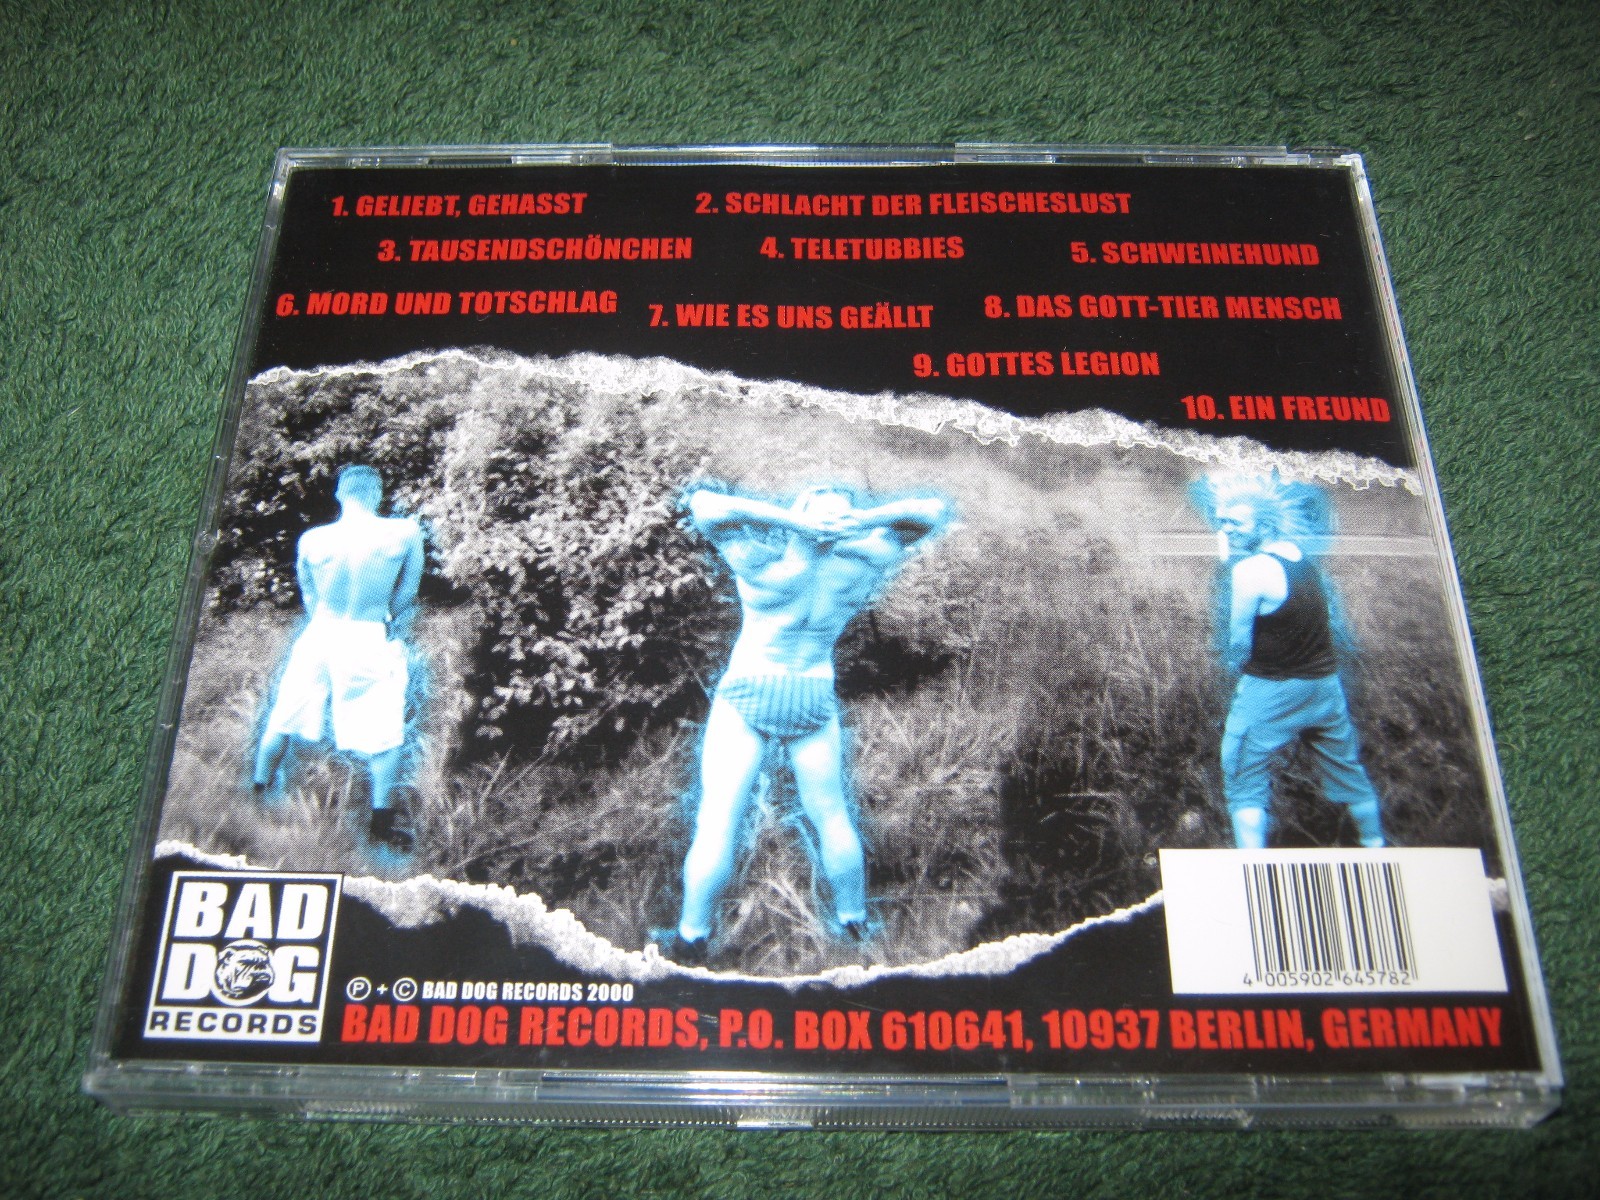 1. GELIEBT, GEHASST
2. SCHLACHT DER FLEISCHESLUST
3. TAUSENDSCHÖNCHEN
4. TELETUBBIES
5. SCHWEINEHUND
6. MORD UND TOTSCHLAG
7. WIE ES UNS GEÄLLT
8. DAS GOTT-TIER MENSCH
9. GOTTES LEGION
10. EIN FREUND
BAD
DOG
RECORDS
Ⓟ + © BAD DOG RECORDS 2000
BAD DOG RECORDS, P.O. BOX 610641, 10937 BERLIN, GERMANY
4 005902 645782